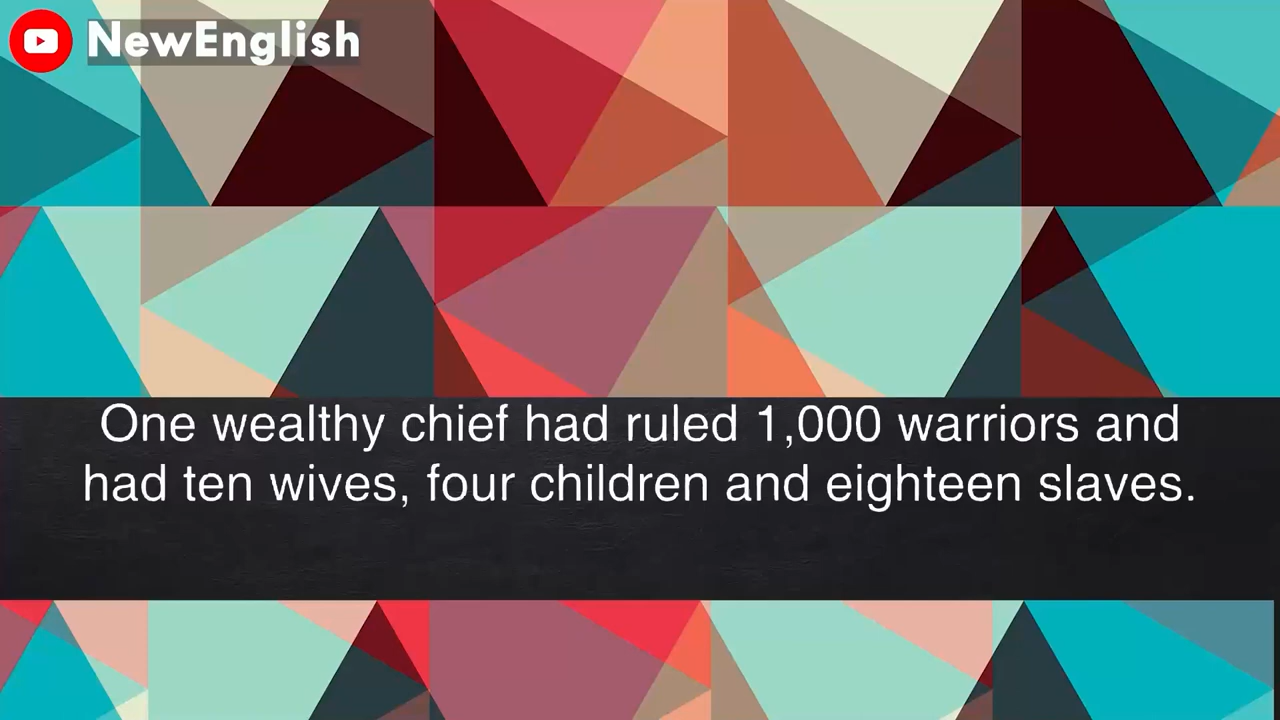 NewEnglish
One wealthy chief had ruled 1,000 warriors and
had ten wives, four children and eighteen slaves.